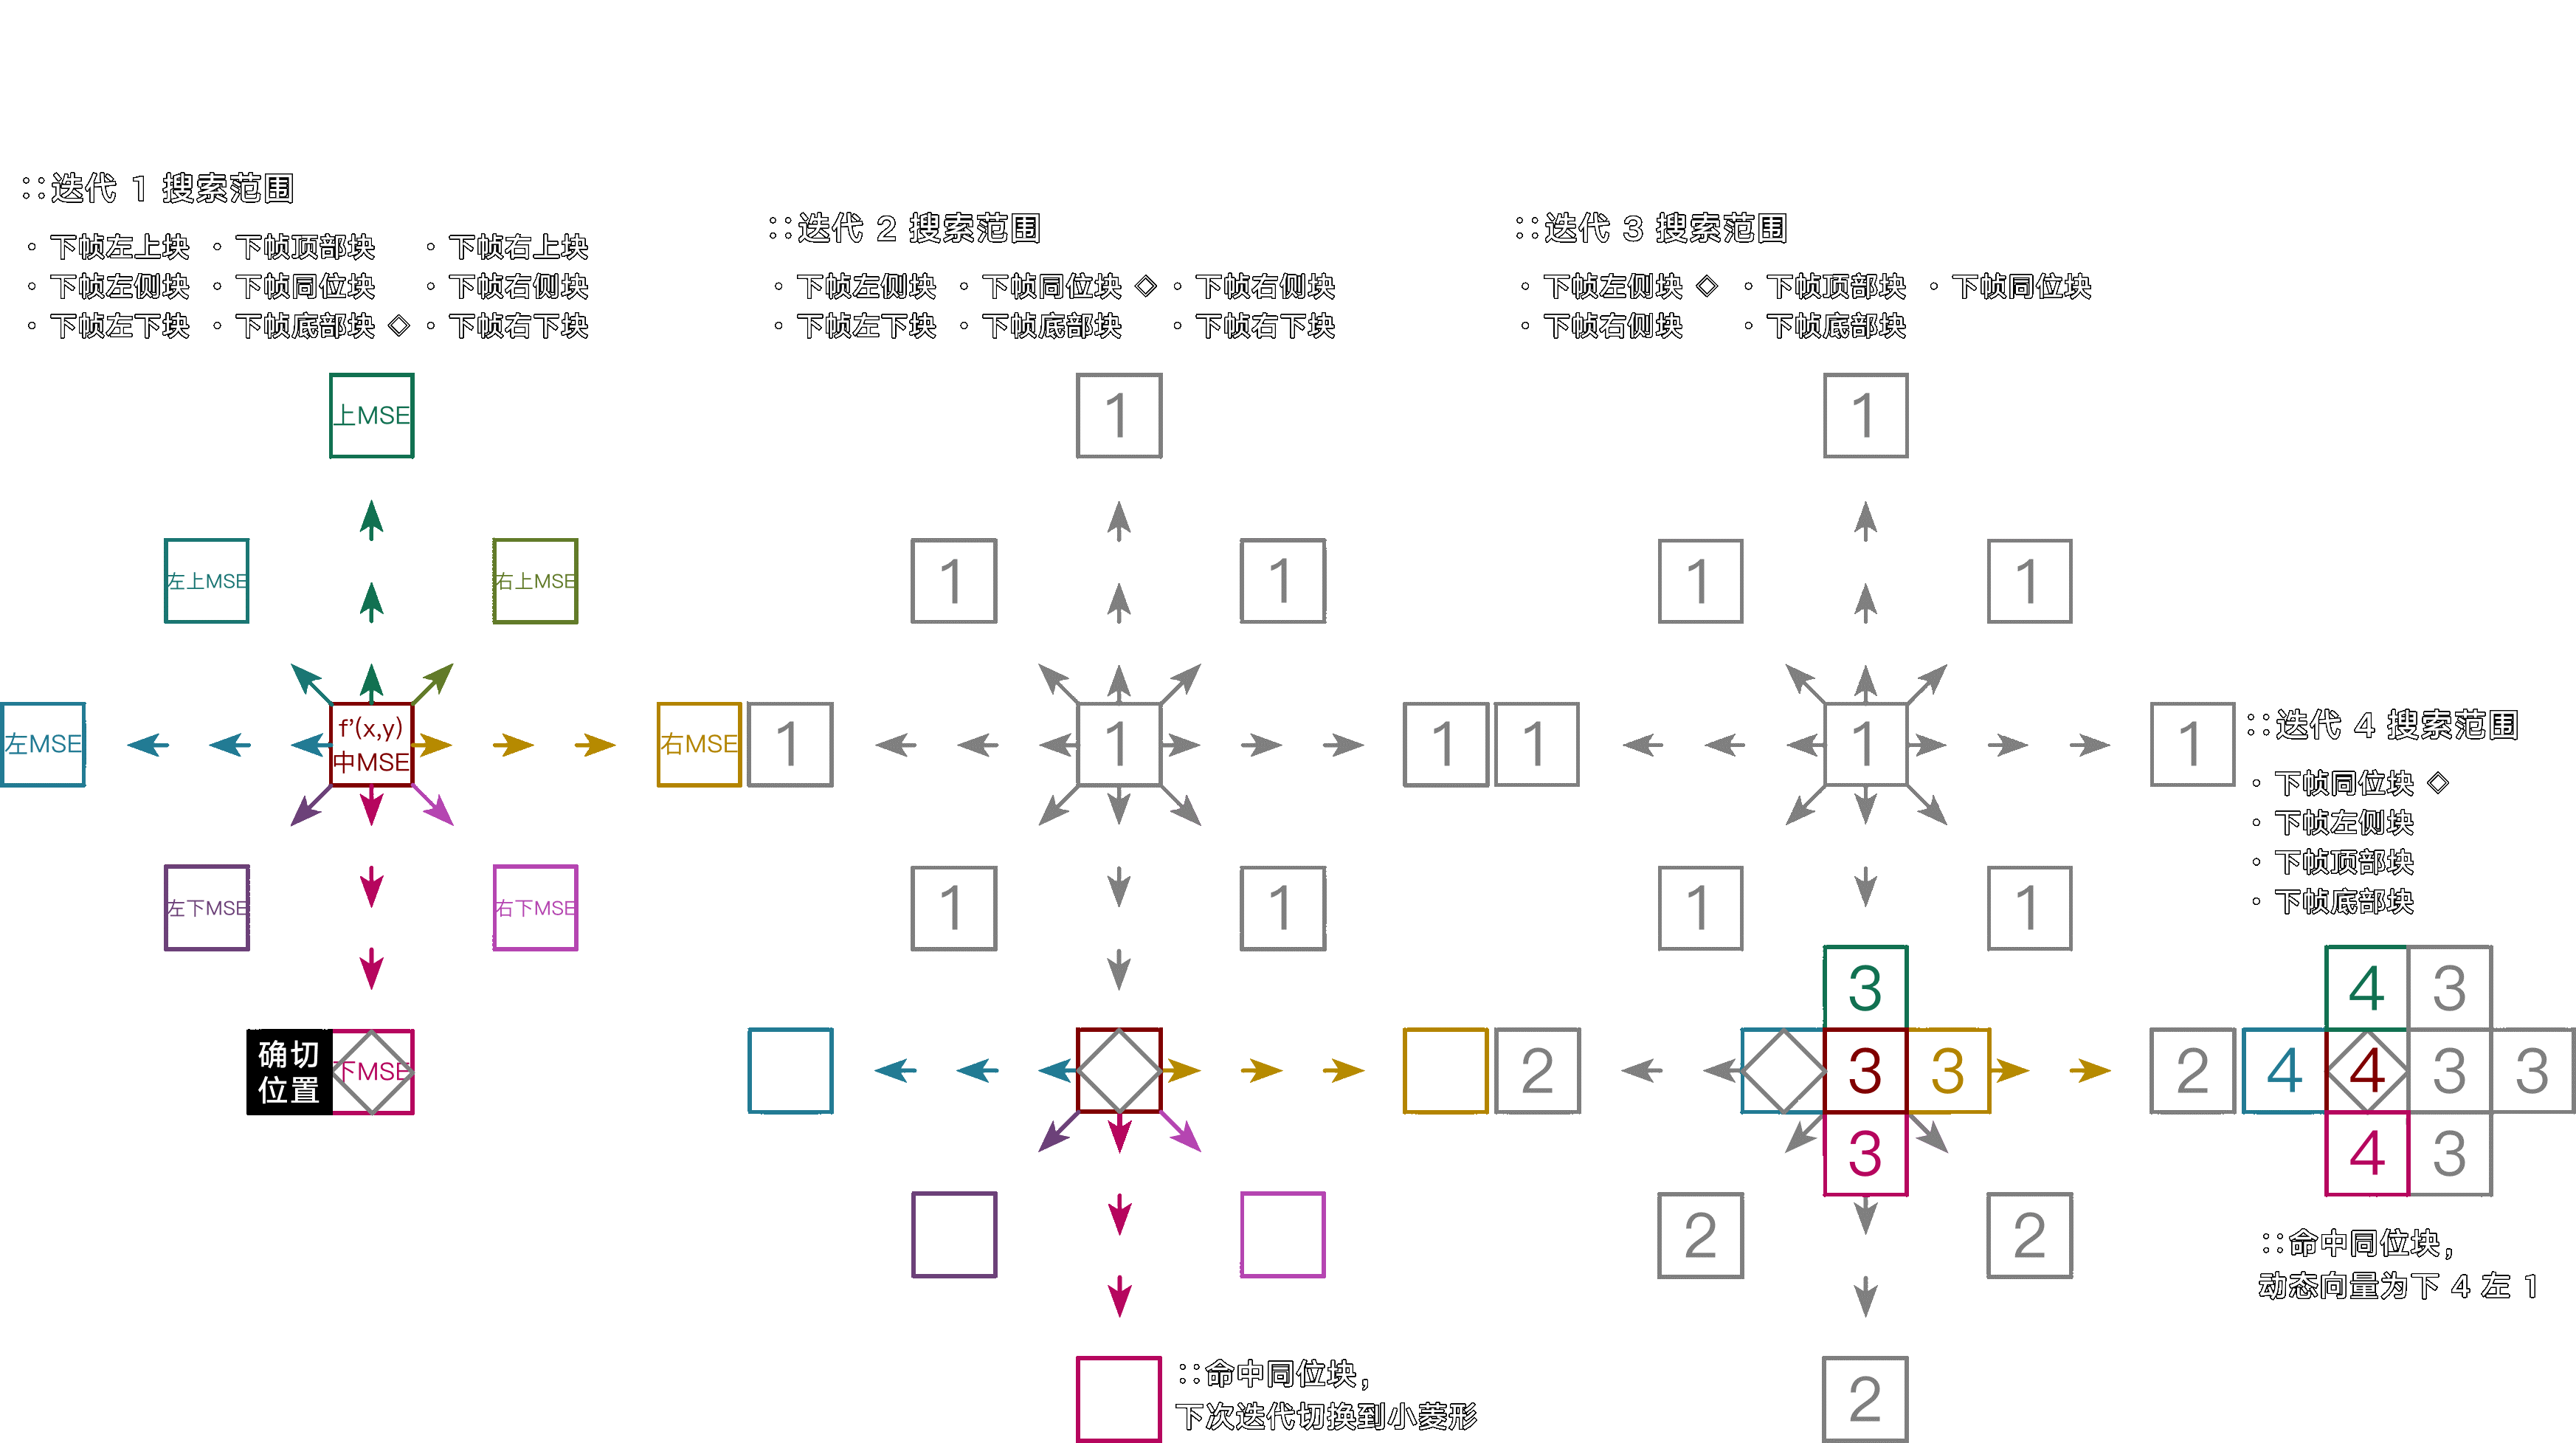 ::迭代 1 搜索范围
· 下帧左上块 · 下帧顶部块 · 下帧右上块
· 下帧左侧块 · 下帧同位块 · 下帧右侧块
· 下帧左下块 · 下帧底部块 ◇ · 下帧右下块
上MSE
左上MSE
右上MSE
左MSE
f'(x,y)
中MSE
右MSE
左下MSE
右下MSE
确切
位置
下MSE
::迭代 2 搜索范围
· 下帧左侧块 · 下帧同位块 ◇ · 下帧右侧块
· 下帧左下块 · 下帧底部块 · 下帧右下块
1
1 1
1 1 1
1 1
::命中同位块,
下次迭代切换到小菱形
::迭代 3 搜索范围
· 下帧左侧块 ◇ · 下帧顶部块 · 下帧同位块
· 下帧右侧块 · 下帧底部块
1
1 1
1 1 1
1 1
3
2 3 3 2
3
2 2
2
::迭代 4 搜索范围
· 下帧同位块 ◇
· 下帧左侧块
· 下帧顶部块
· 下帧底部块
4 3
4 4 3 3
4 3
::命中同位块,
动态向量为下 4 左 1